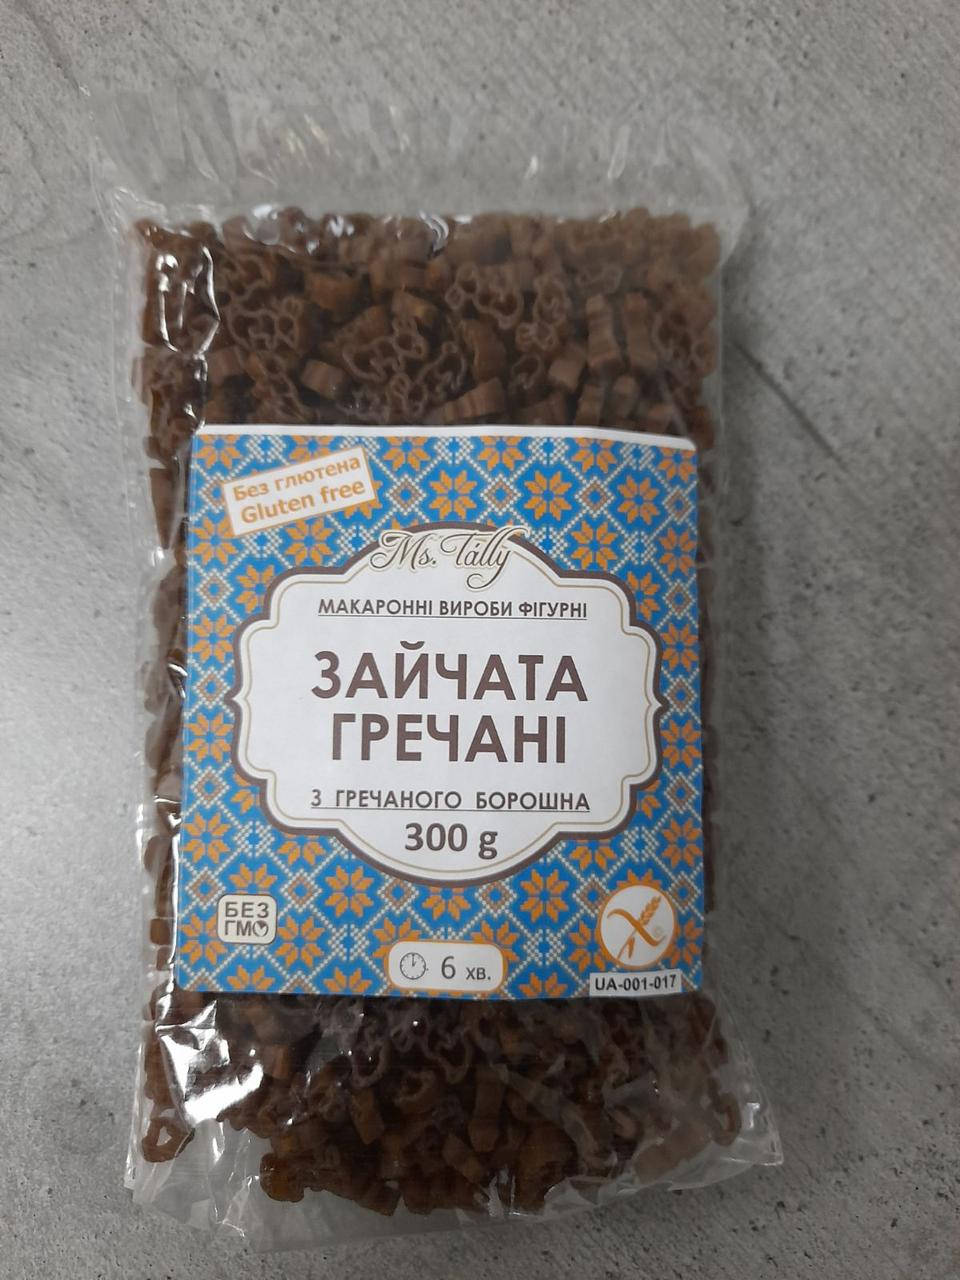 Без глютена
Gluten free
Ms. Tally
МАКАРОННІ ВИРОБИ ФІГУРНІ
ЗАЙЧАТА
ГРЕЧАНІ
З ГРЕЧАНОГО БОРОШНА
300 g
БЕЗ
ГМО
6 хв.
UA-001-017